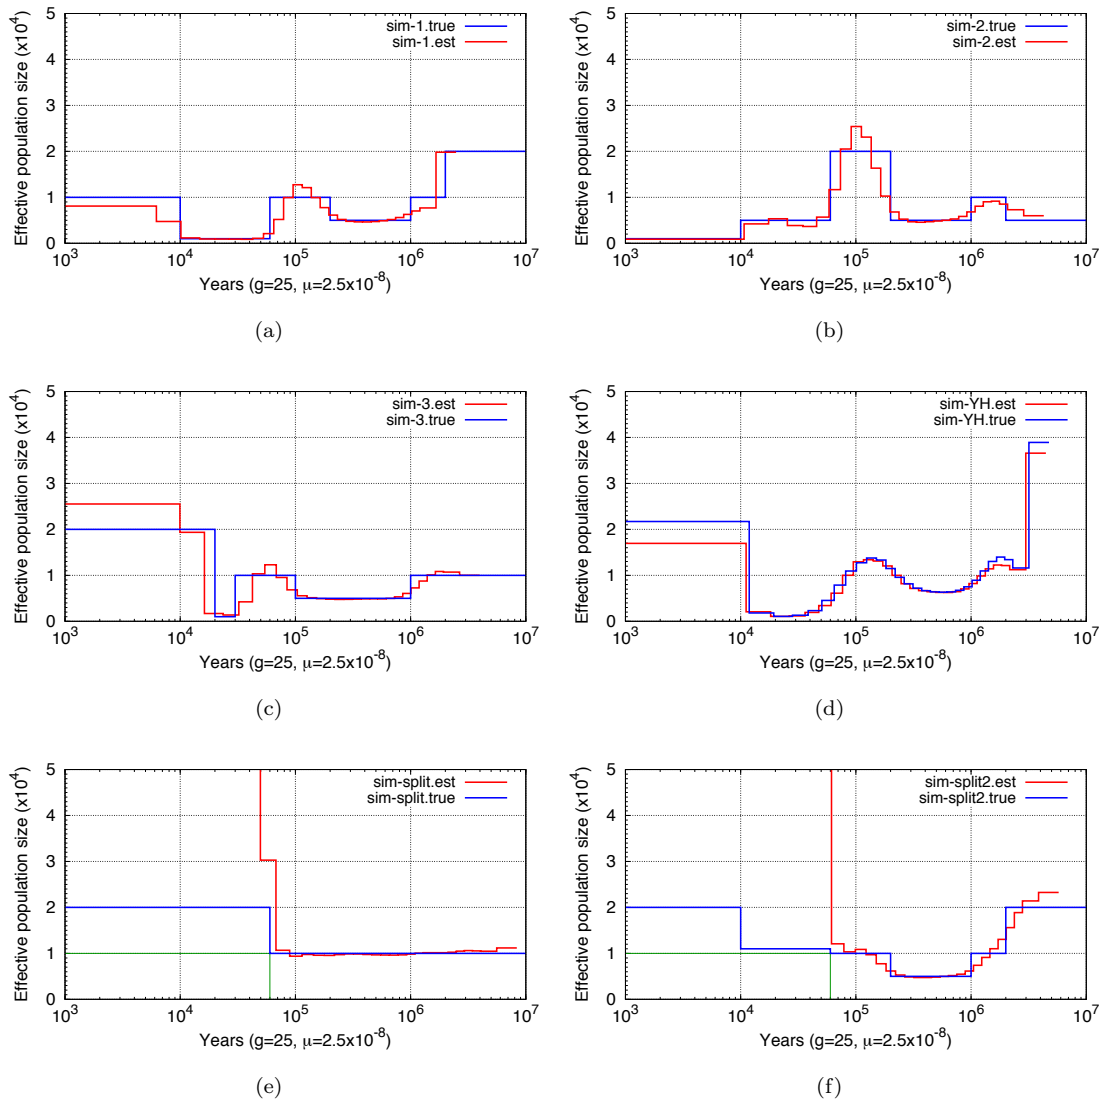 Effective population size (x10⁴)
5
4
3
2
1
0
sim-1.true
sim-1.est
10³ 10⁴ 10⁵ 10⁶ 10⁷
Years (g=25, μ=2.5x10⁻⁸)
(a)
Effective population size (x10⁴)
5
4
3
2
1
0
sim-2.true
sim-2.est
10³ 10⁴ 10⁵ 10⁶ 10⁷
Years (g=25, μ=2.5x10⁻⁸)
(b)
Effective population size (x10⁴)
5
4
3
2
1
0
sim-3.est
sim-3.true
10³ 10⁴ 10⁵ 10⁶ 10⁷
Years (g=25, μ=2.5x10⁻⁸)
(c)
Effective population size (x10⁴)
5
4
3
2
1
0
sim-YH.est
sim-YH.true
10³ 10⁴ 10⁵ 10⁶ 10⁷
Years (g=25, μ=2.5x10⁻⁸)
(d)
Effective population size (x10⁴)
5
4
3
2
1
0
sim-split.est
sim-split.true
10³ 10⁴ 10⁵ 10⁶ 10⁷
Years (g=25, μ=2.5x10⁻⁸)
(e)
Effective population size (x10⁴)
5
4
3
2
1
0
sim-split2.est
sim-split2.true
10³ 10⁴ 10⁵ 10⁶ 10⁷
Years (g=25, μ=2.5x10⁻⁸)
(f)